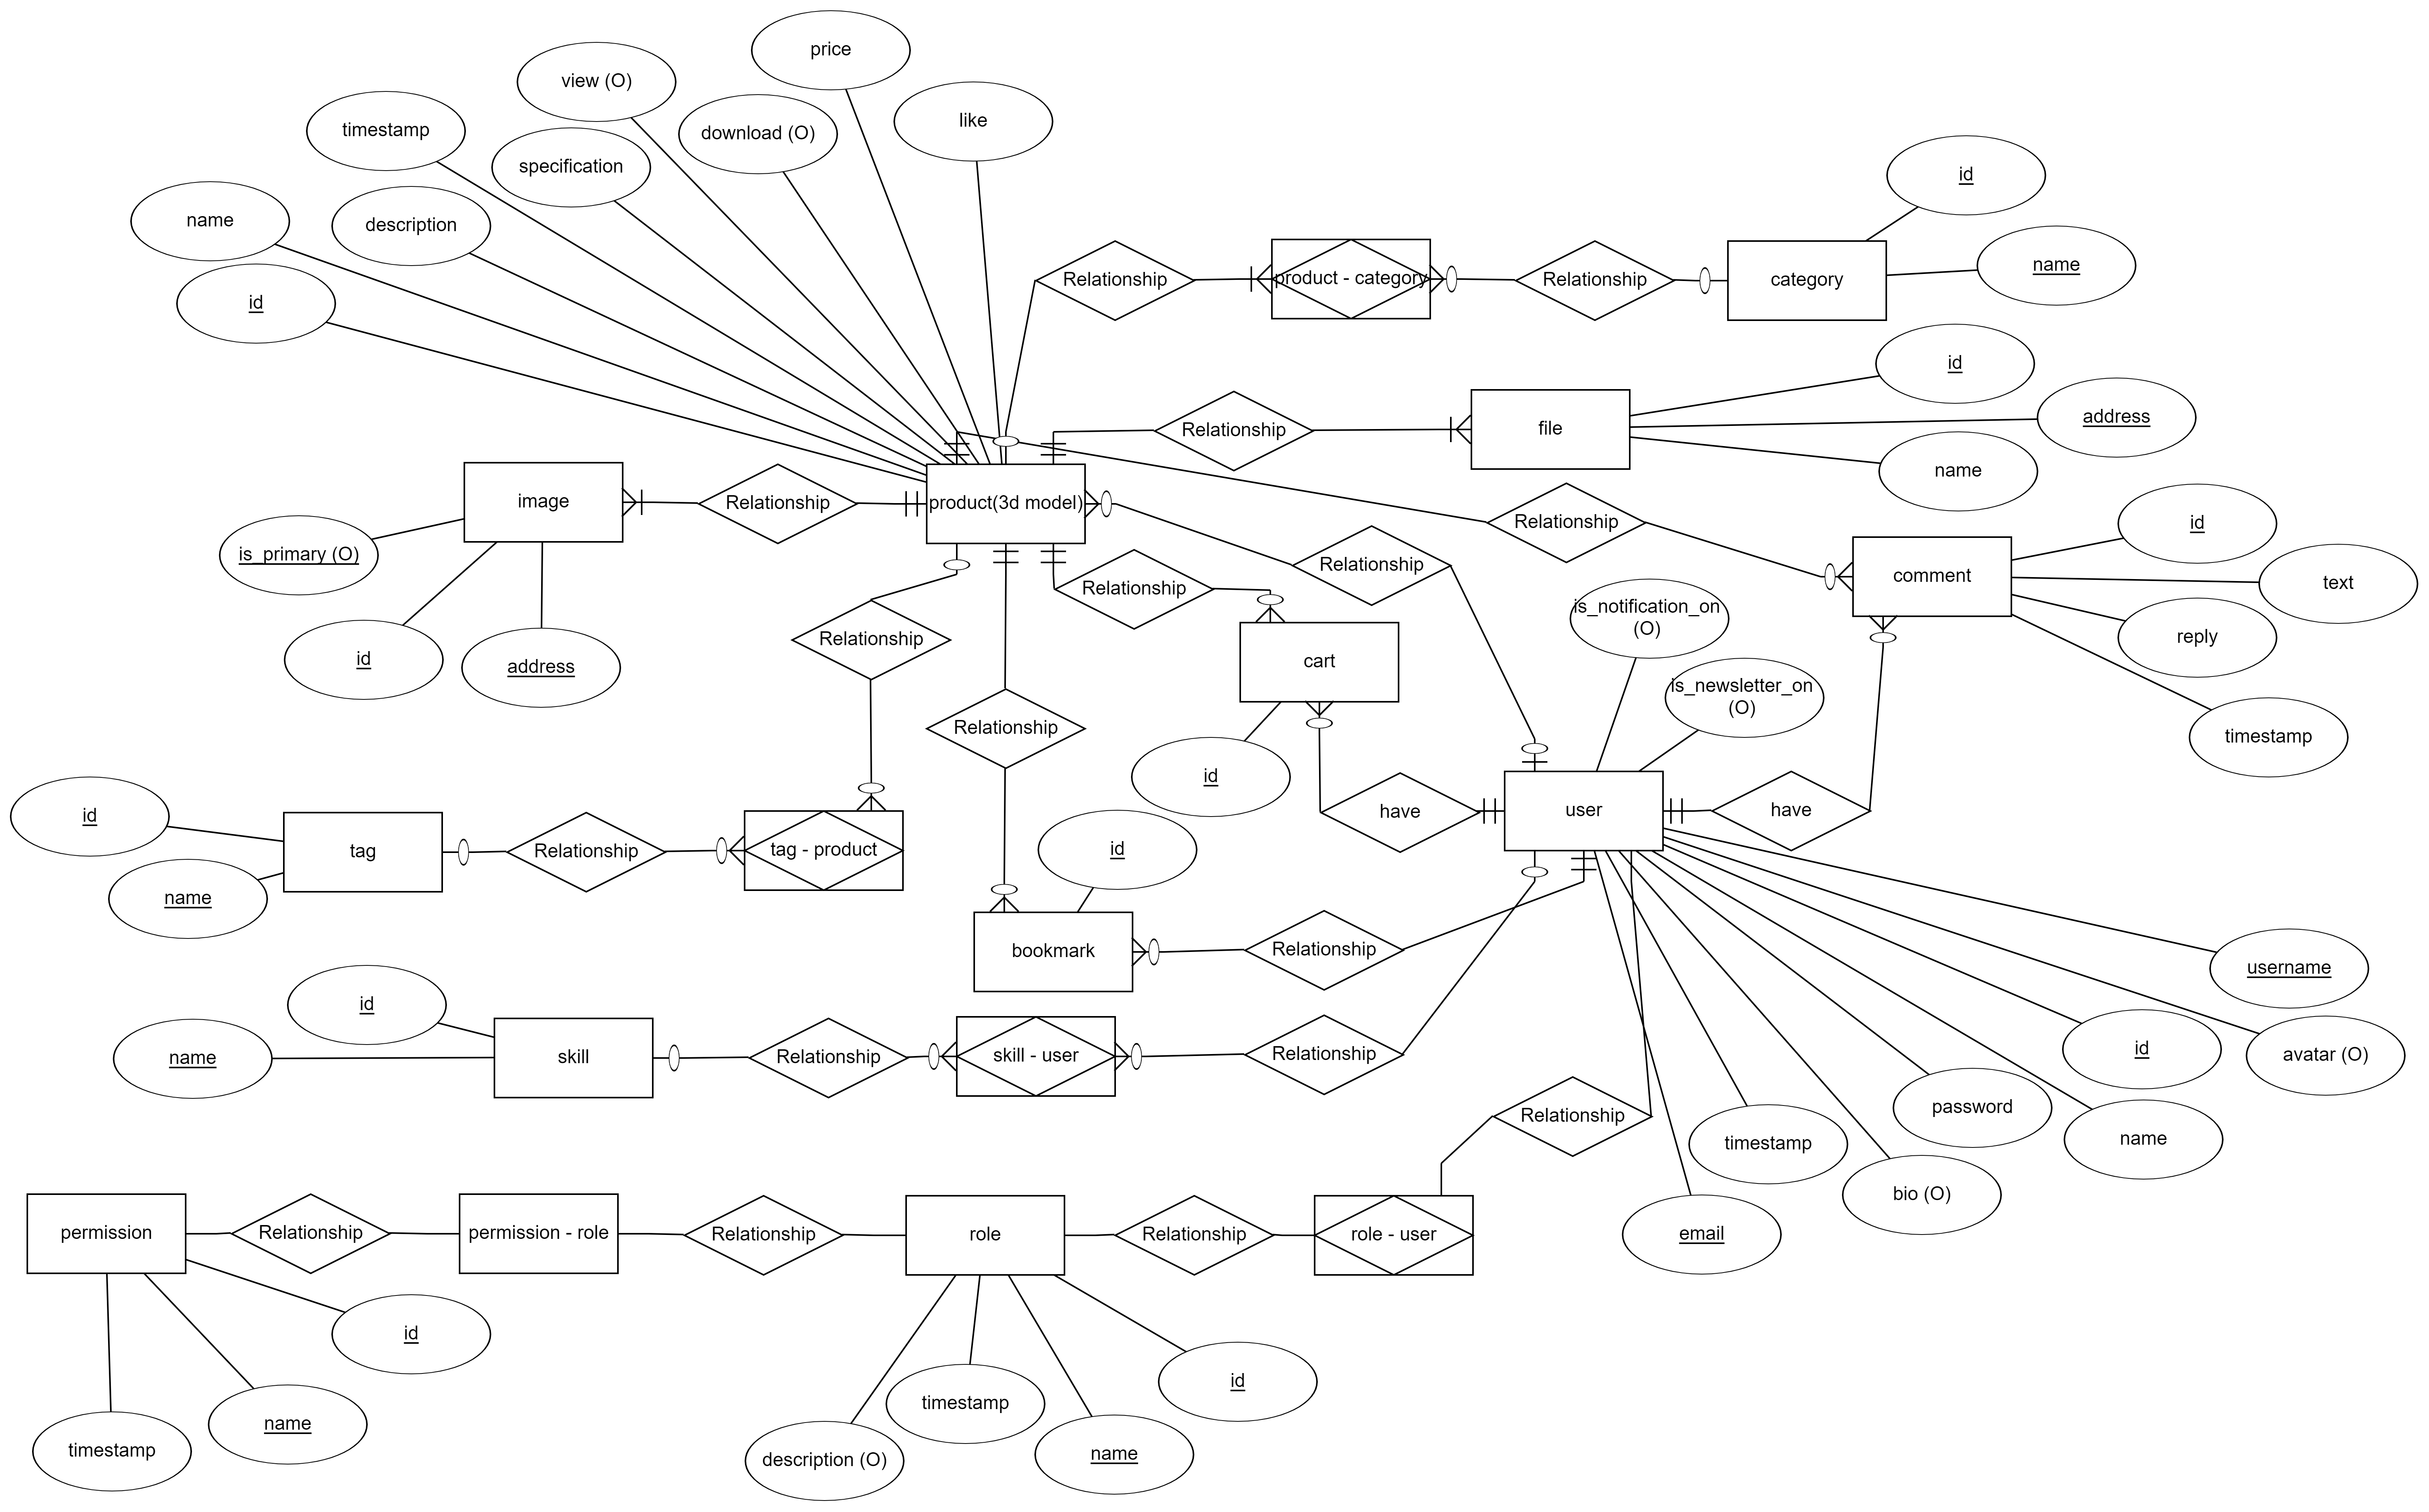 price
view (O)
like
timestamp
download (O)
specification
id
name
description
name
Relationship
product - category
Relationship
category
id
id
address
Relationship
file
name
image
Relationship
product(3d model)
Relationship
id
is_primary (O)
Relationship
comment
text
Relationship
is_notification_on
(O)
reply
Relationship
id
address
cart
is_newsletter_on
(O)
Relationship
timestamp
id
id
have
user
have
tag
Relationship
tag - product
id
name
bookmark
Relationship
username
id
name
skill
Relationship
skill - user
Relationship
id
avatar (O)
password
Relationship
timestamp
name
bio (O)
permission
Relationship
permission - role
Relationship
role
Relationship
role - user
email
id
id
timestamp
name
timestamp
description (O)
name